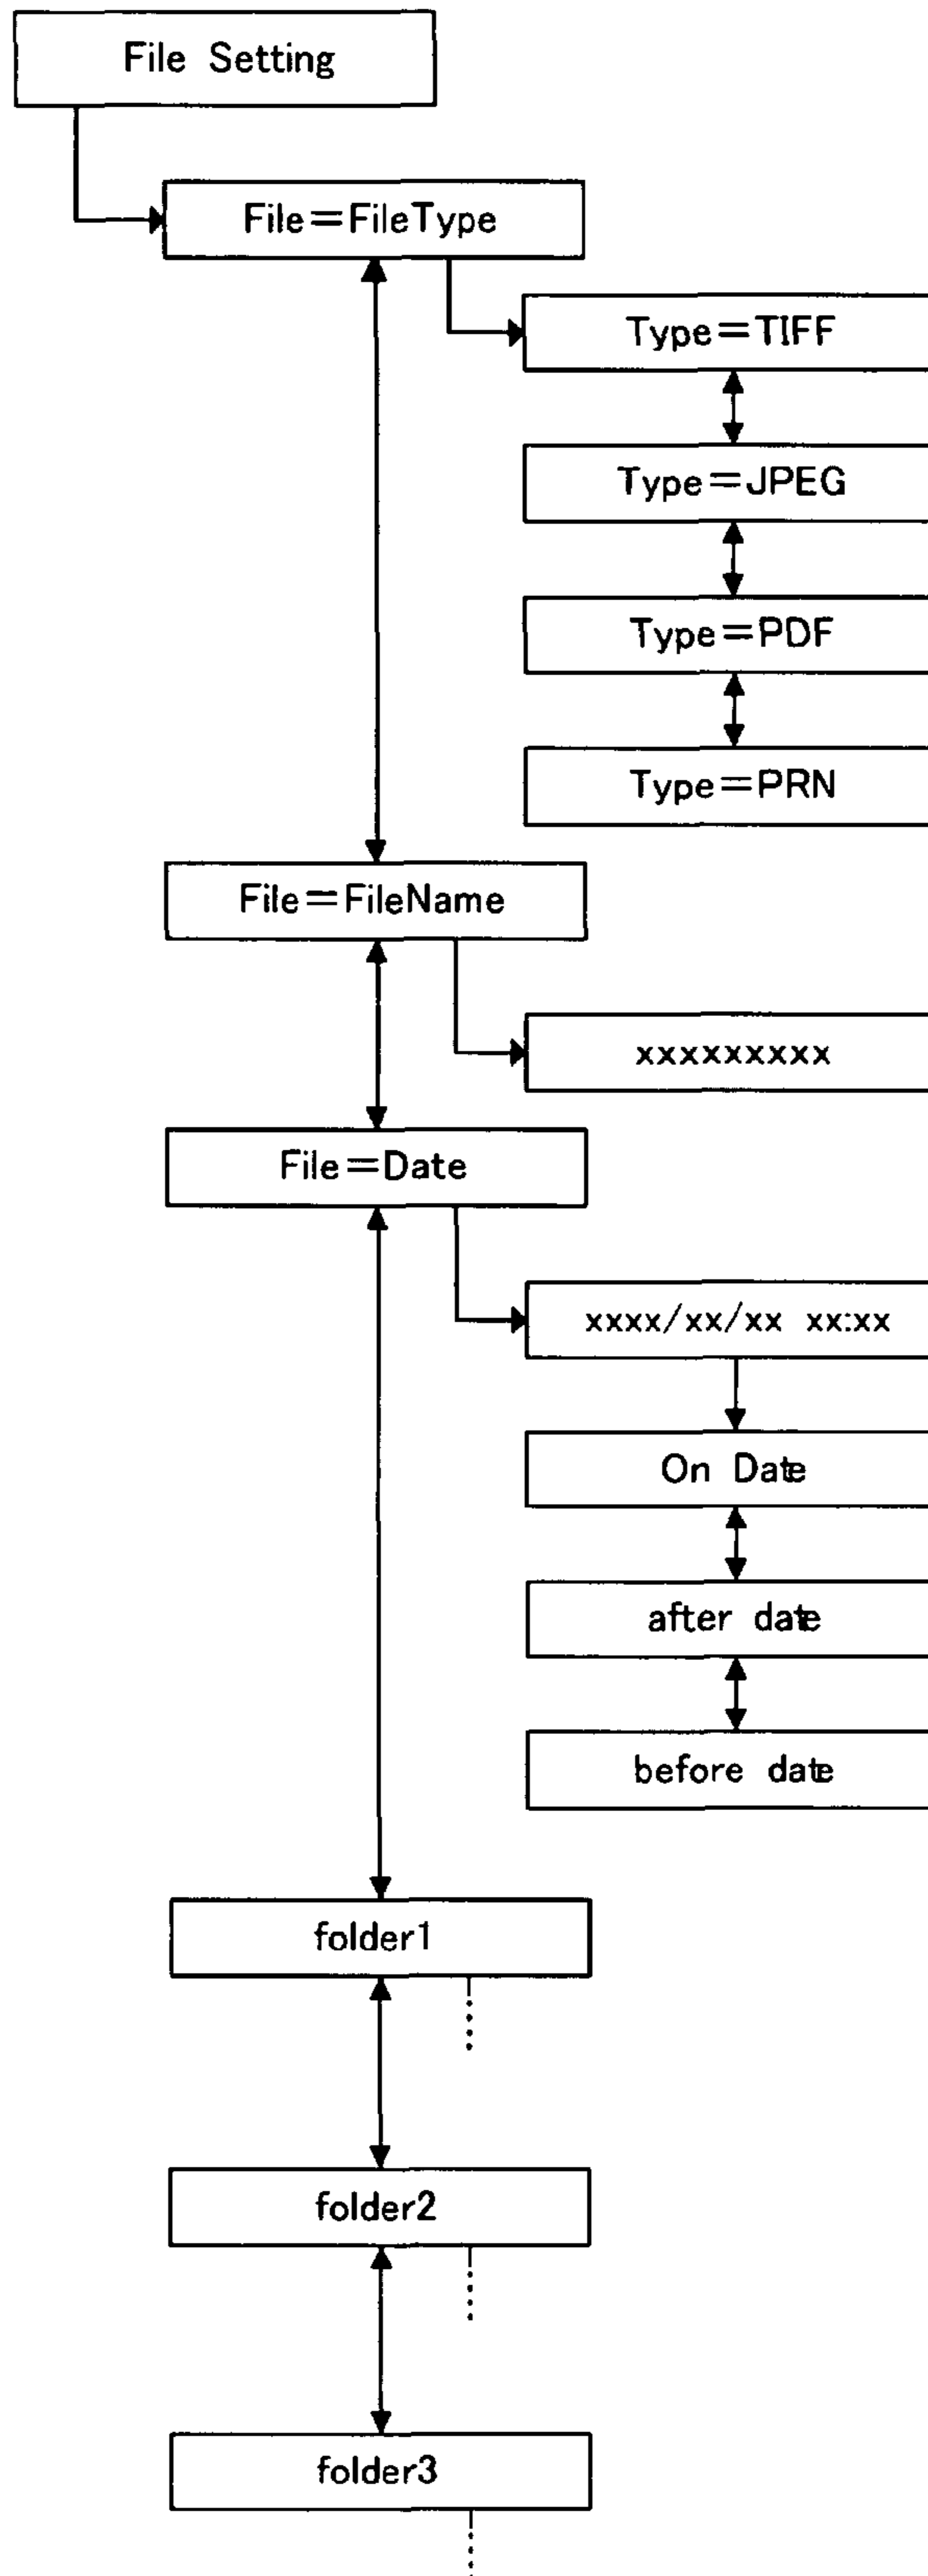 File Setting
File=FileType
Type=TIFF
Type=JPEG
Type=PDF
Type=PRN
File=FileName
xxxxxxxxx
File=Date
xxxx/xx/xx xx:xx
On Date
after date
before date
folder1
folder2
folder3